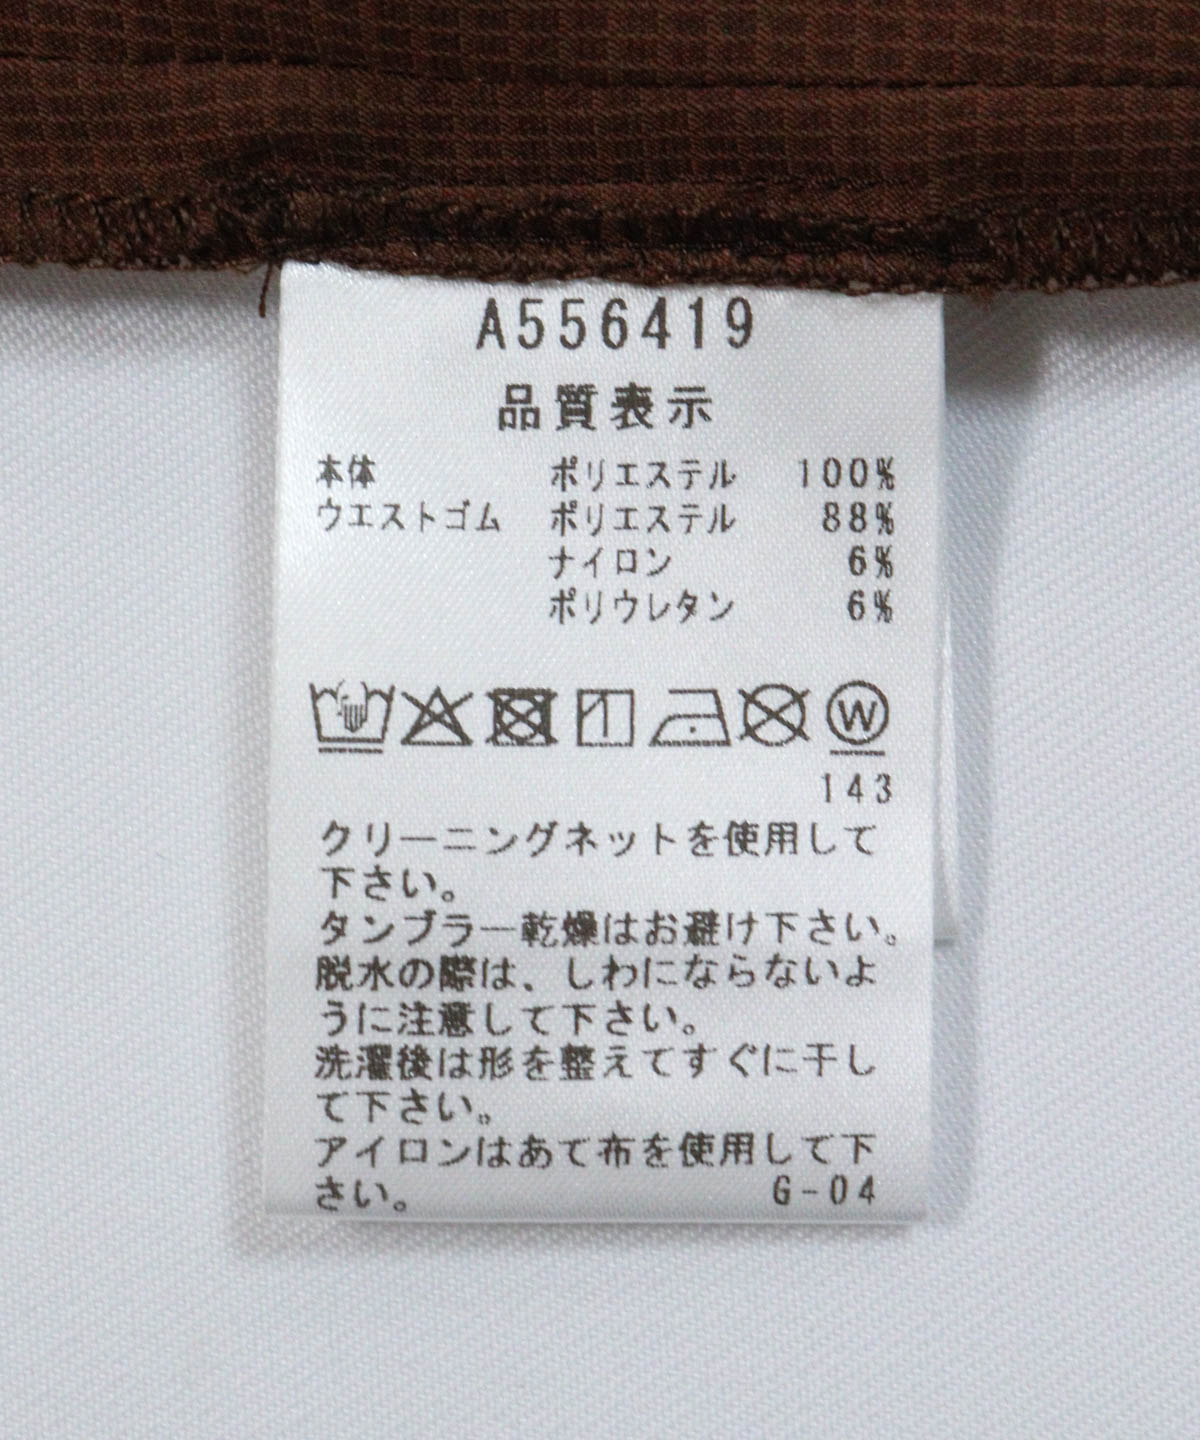 A556419
品質表示
本体 ポリエステル 100%
ウエストゴム ポリエステル 88%
ナイロン 6%
ポリウレタン 6%
W
143
クリーニングネットを使用して
下さい。
タンブラー乾燥はお避け下さい。
脱水の際は、しわにならないよ
うに注意して下さい。
洗濯後は形を整えてすぐに干し
て下さい。
アイロンはあて布を使用して下
さい。 G-04